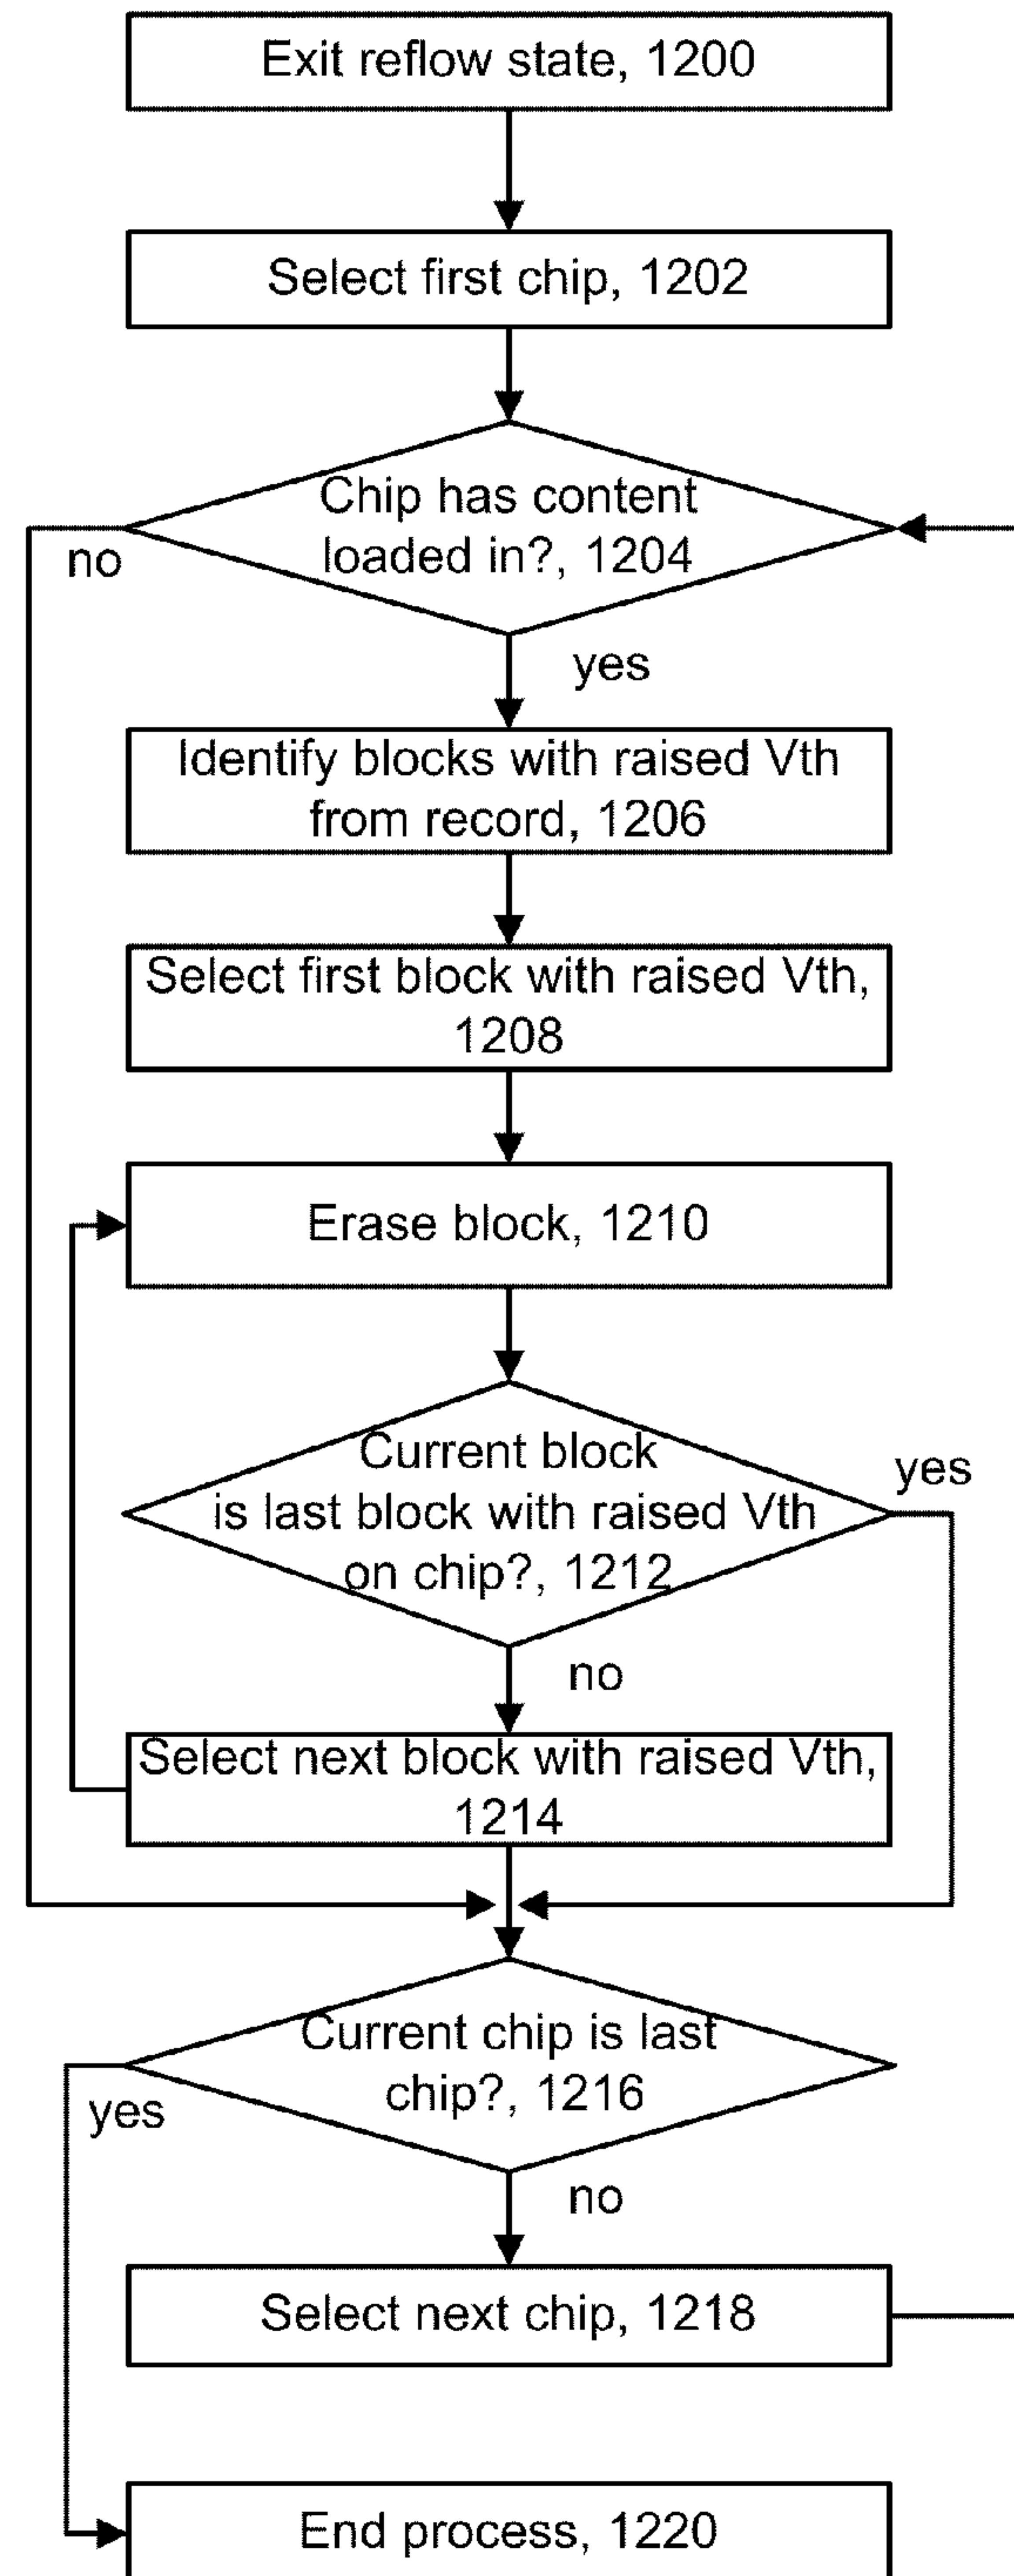 Exit reflow state, 1200
Select first chip, 1202
Chip has content
loaded in?, 1204
no
yes
Identify blocks with raised Vth
from record, 1206
Select first block with raised Vth,
1208
Erase block, 1210
Current block
is last block with raised Vth
on chip?, 1212
yes
no
Select next block with raised Vth,
1214
Current chip is last
chip?, 1216
yes
no
Select next chip, 1218
End process, 1220